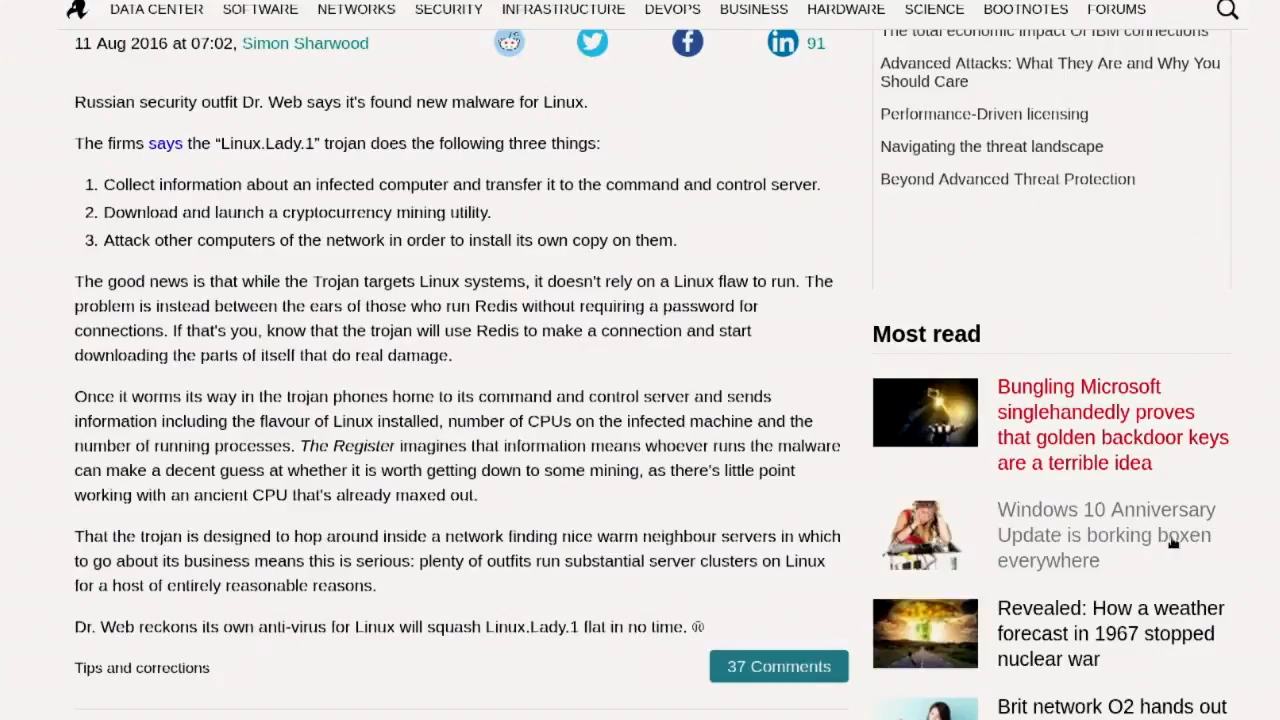 DATA CENTER SOFTWARE NETWORKS SECURITY INFRASTRUCTURE DEVOPS BUSINESS HARDWARE SCIENCE BOOTNOTES FORUMS
11 Aug 2016 at 07:02, Simon Sharwood
91
Russian security outfit Dr. Web says it's found new malware for Linux.
The firms says the “Linux.Lady.1” trojan does the following three things:
1. Collect information about an infected computer and transfer it to the command and control server.
2. Download and launch a cryptocurrency mining utility.
3. Attack other computers of the network in order to install its own copy on them.
The good news is that while the Trojan targets Linux systems, it doesn't rely on a Linux flaw to run. The
problem is instead between the ears of those who run Redis without requiring a password for
connections. If that's you, know that the trojan will use Redis to make a connection and start
downloading the parts of itself that do real damage.
Once it worms its way in the trojan phones home to its command and control server and sends
information including the flavour of Linux installed, number of CPUs on the infected machine and the
number of running processes. The Register imagines that information means whoever runs the malware
can make a decent guess at whether it is worth getting down to some mining, as there's little point
working with an ancient CPU that's already maxed out.
That the trojan is designed to hop around inside a network finding nice warm neighbour servers in which
to go about its business means this is serious: plenty of outfits run substantial server clusters on Linux
for a host of entirely reasonable reasons.
Dr. Web reckons its own anti-virus for Linux will squash Linux.Lady.1 flat in no time. ®
Tips and corrections
37 Comments
The total economic impact Of IBM connections
Advanced Attacks: What They Are and Why You
Should Care
Performance-Driven licensing
Navigating the threat landscape
Beyond Advanced Threat Protection
Most read
Bungling Microsoft
singlehandedly proves
that golden backdoor keys
are a terrible idea
Windows 10 Anniversary
Update is borking boxen
everywhere
Revealed: How a weather
forecast in 1967 stopped
nuclear war
Brit network O2 hands out